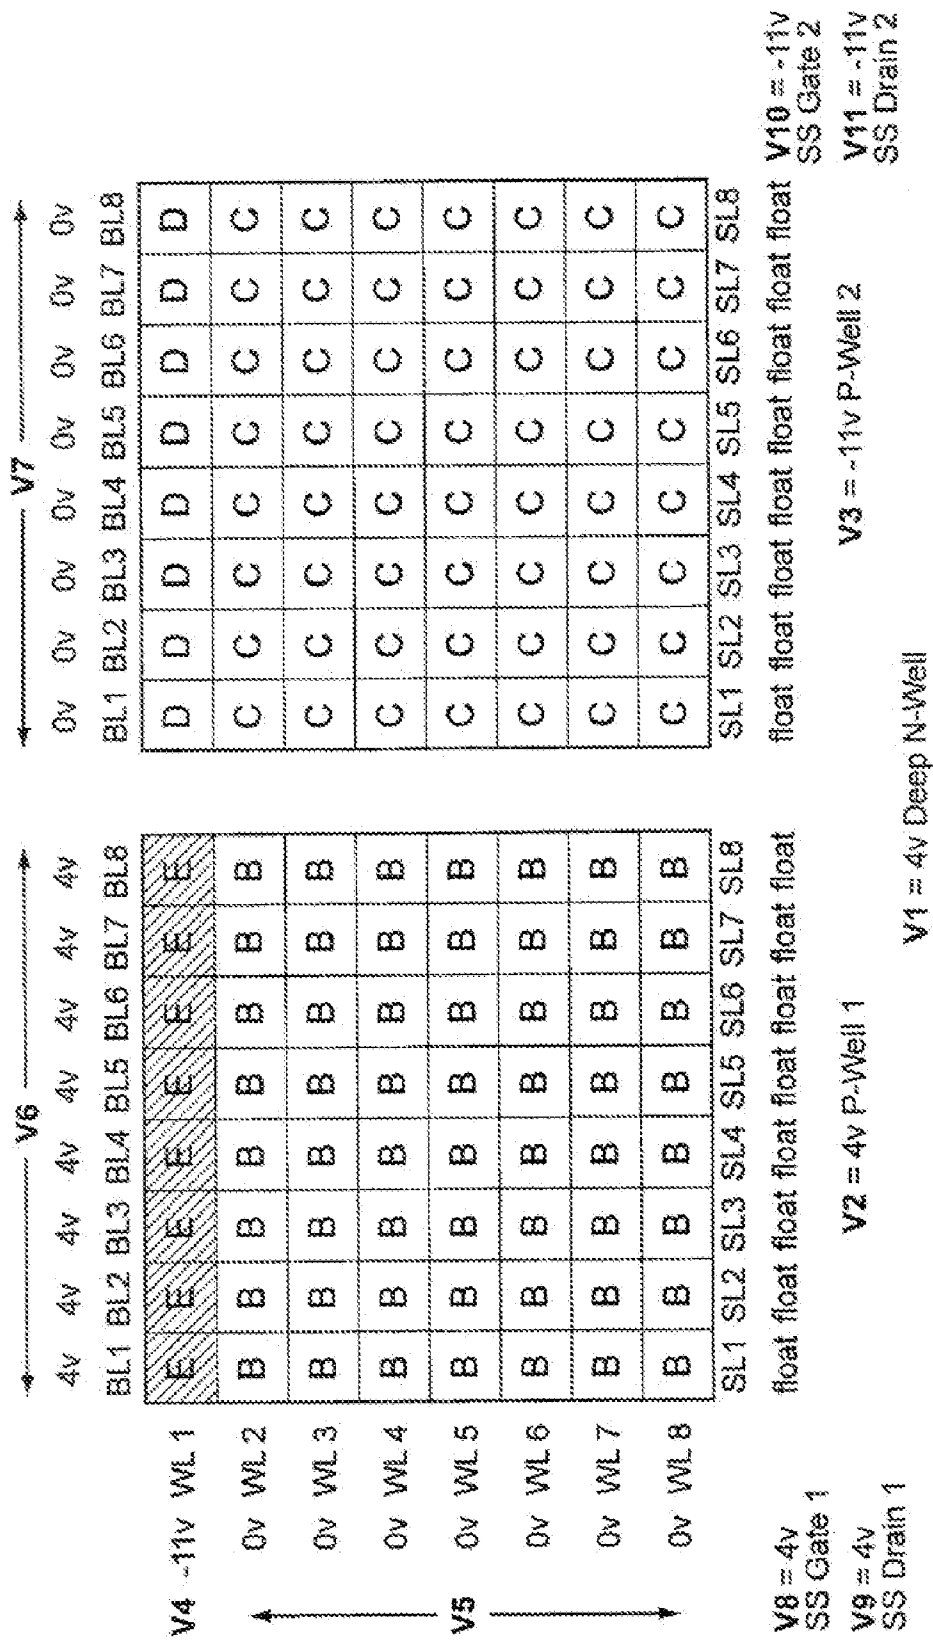 V6
V7
4v 4v 4v 4v 4v 4v 4v 4v
0v 0v 0v 0v 0v 0v 0v 0v
BL1 BL2 BL3 BL4 BL5 BL6 BL7 BL8
BL1 BL2 BL3 BL4 BL5 BL6 BL7 BL8
V4 -11v WL 1 E E E E E E E E D D D D D D D D
0v WL 2 B B B B B B B B C C C C C C C C
0v WL 3 B B B B B B B B C C C C C C C C
0v WL 4 B B B B B B B B C C C C C C C C
V5 0v WL 5 B B B B B B B B C C C C C C C C
0v WL 6 B B B B B B B B C C C C C C C C
0v WL 7 B B B B B B B B C C C C C C C C
0v WL 8 B B B B B B B B C C C C C C C C
SL1 SL2 SL3 SL4 SL5 SL6 SL7 SL8
SL1 SL2 SL3 SL4 SL5 SL6 SL7 SL8
float float float float float float float float
float float float float float float float float
V8 = 4v
SS Gate 1
V9 = 4v
SS Drain 1
V2 = 4v P-Well 1
V3 = -11v P-Well 2
V10 = -11v
SS Gate 2
V11 = -11v
SS Drain 2
V1 = 4v Deep N-Well